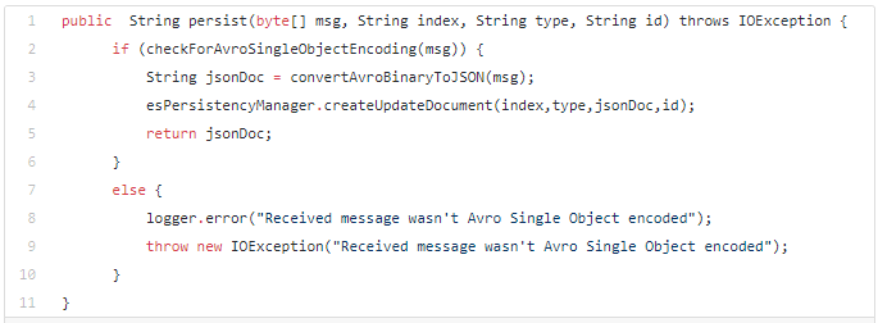 1 public  String persist(byte[] msg, String index, String type, String id) throws IOException {
2       if (checkForAvroSingleObjectEncoding(msg)) {
3           String jsonDoc = convertAvroBinaryToJSON(msg);
4           esPersistencyManager.createUpdateDocument(index,type,jsonDoc,id);
5           return jsonDoc;
6       }
7       else {
8           logger.error("Received message wasn't Avro Single Object encoded");
9           throw new IOException("Received message wasn't Avro Single Object encoded");
10       }
11 }